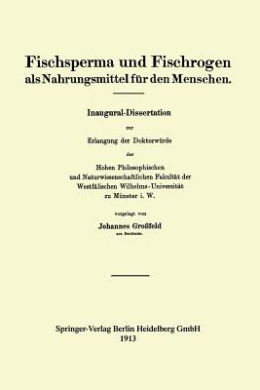 Fischsperma und Fischrogen
als Nahrungsmittel für den Menschen.
Inaugural-Dissertation
zur
Erlangung der Doktorwürde
der
Hohen Philosophischen
und Naturwissenschaftlichen Fakultät der
Westfälischen Wilhelms-Universität
zu Münster i. W.
vorgelegt von
Johannes Großfeld
aus
Springer-Verlag Berlin Heidelberg GmbH
1913